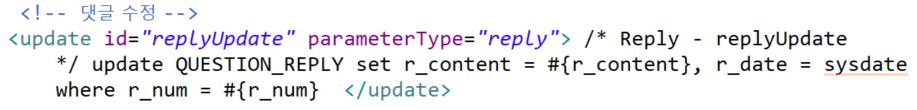 <!-- 댓글 수정 -->
<update id="replyUpdate" parameterType="reply"> /* Reply - replyUpdate
*/ update QUESTION_REPLY set r_content = #{r_content}, r_date = sysdate
where r_num = #{r_num}  </update>